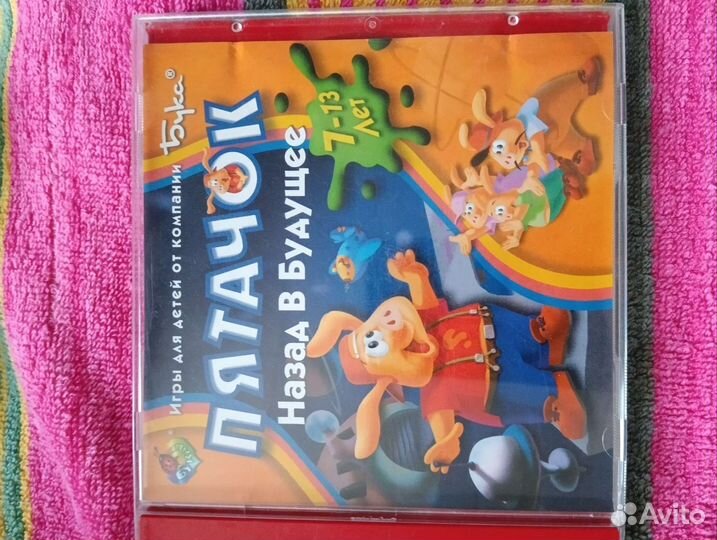 Игры для детей от компании Бука®
ПЯТАЧОК
Назад В Будущее
7-13
лет
S
Avito